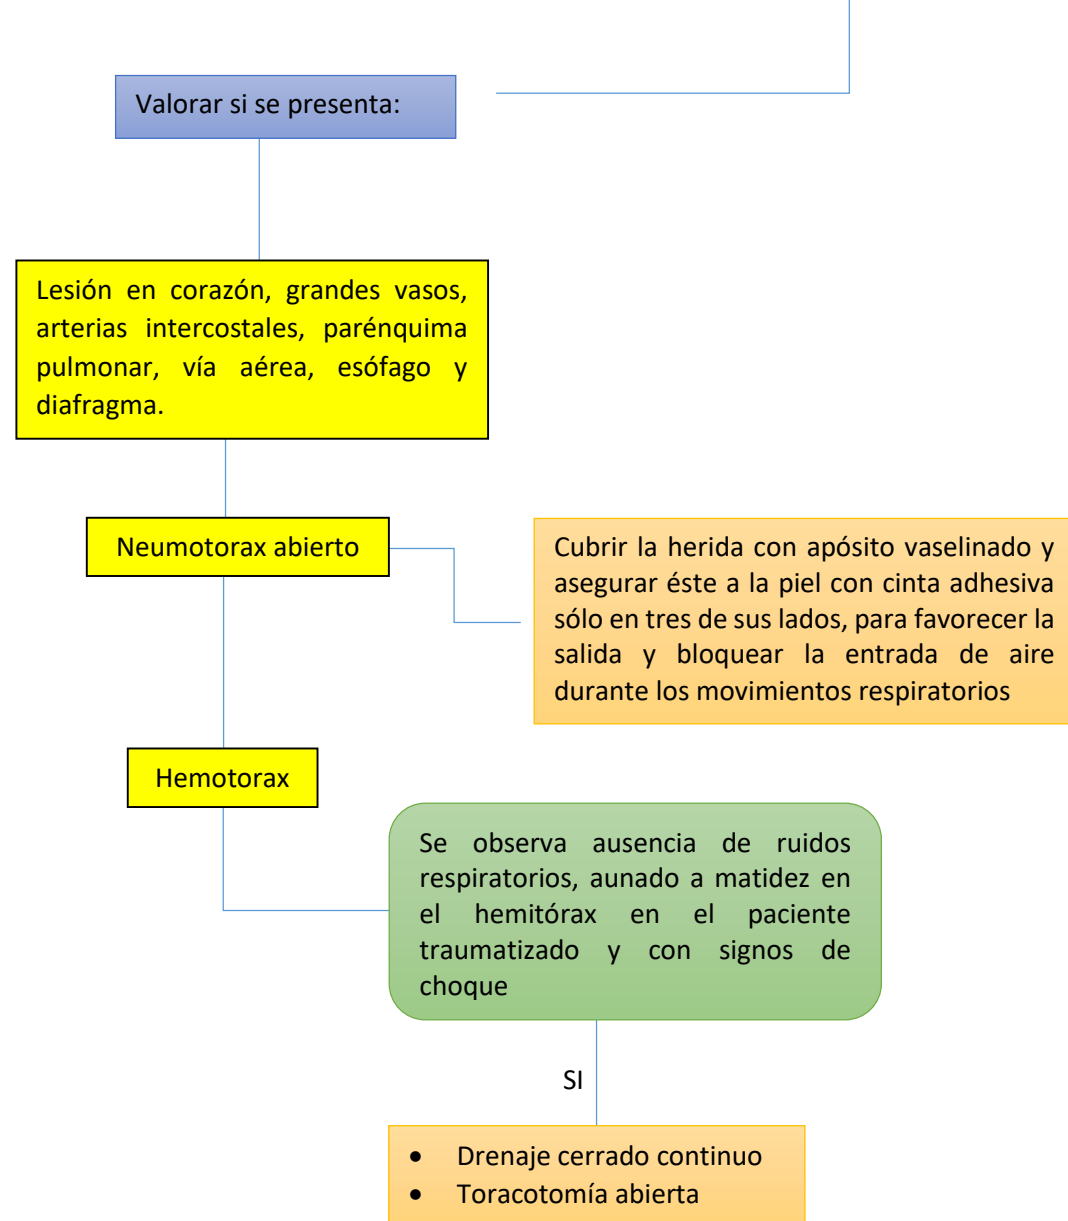 Valorar si se presenta:
Lesión en corazón, grandes vasos,
arterias intercostales, parénquima
pulmonar, vía aérea, esófago y
diafragma.
Neumotorax abierto
Cubrir la herida con apósito vaselinado y
asegurar éste a la piel con cinta adhesiva
sólo en tres de sus lados, para favorecer la
salida y bloquear la entrada de aire
durante los movimientos respiratorios
Hemotorax
Se observa ausencia de ruidos
respiratorios, aunado a matidez en
el hemitórax en el paciente
traumatizado y con signos de
choque
SI
• Drenaje cerrado continuo
• Toracotomía abierta